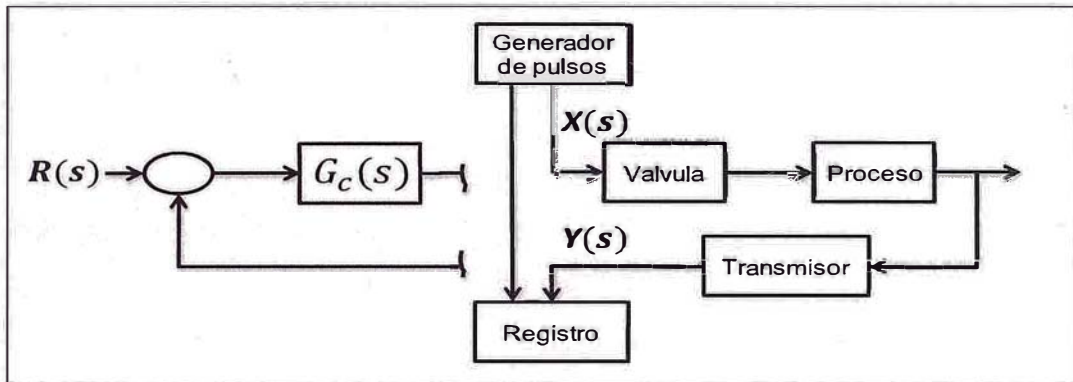 Generador
de pulsos
X(s)
R(s)
G_C(s)
Valvula
Proceso
Y(s)
Transmisor
Registro